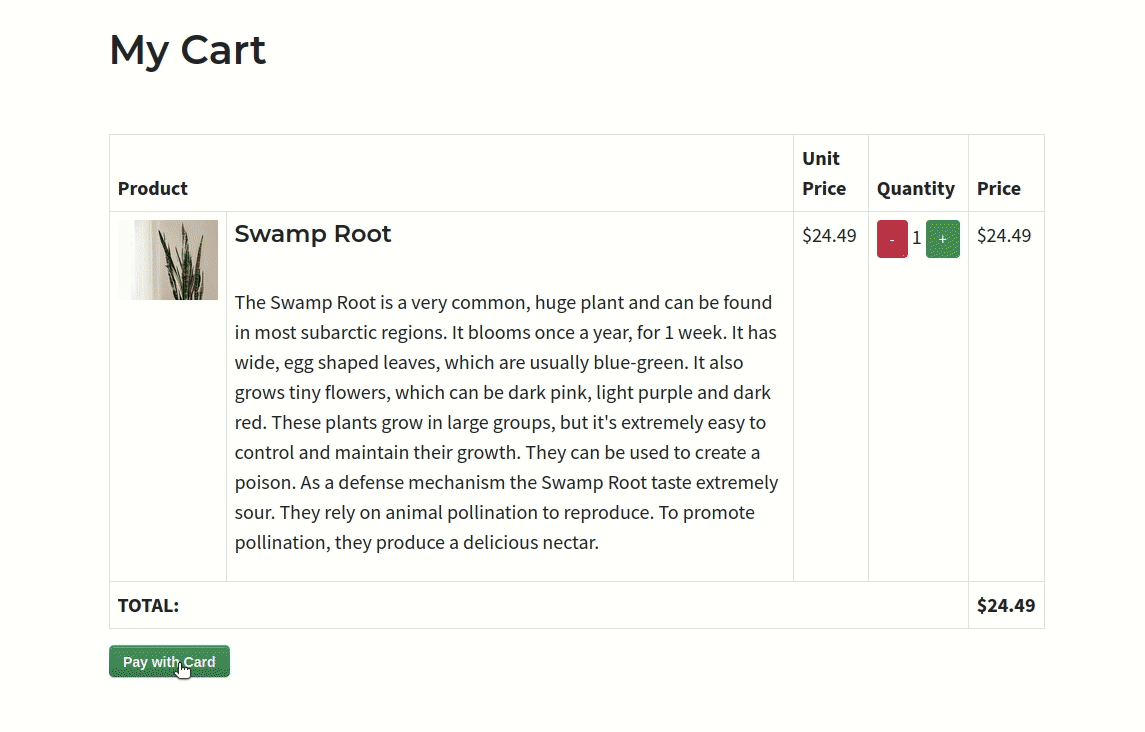 My Cart
Product
Unit
Price
Quantity
Price
Swamp Root
$24.49
- 1 +
$24.49
The Swamp Root is a very common, huge plant and can be found
in most subarctic regions. It blooms once a year, for 1 week. It has
wide, egg shaped leaves, which are usually blue-green. It also
grows tiny flowers, which can be dark pink, light purple and dark
red. These plants grow in large groups, but it's extremely easy to
control and maintain their growth. They can be used to create a
poison. As a defense mechanism the Swamp Root taste extremely
sour. They rely on animal pollination to reproduce. To promote
pollination, they produce a delicious nectar.
TOTAL:
$24.49
Pay with Card